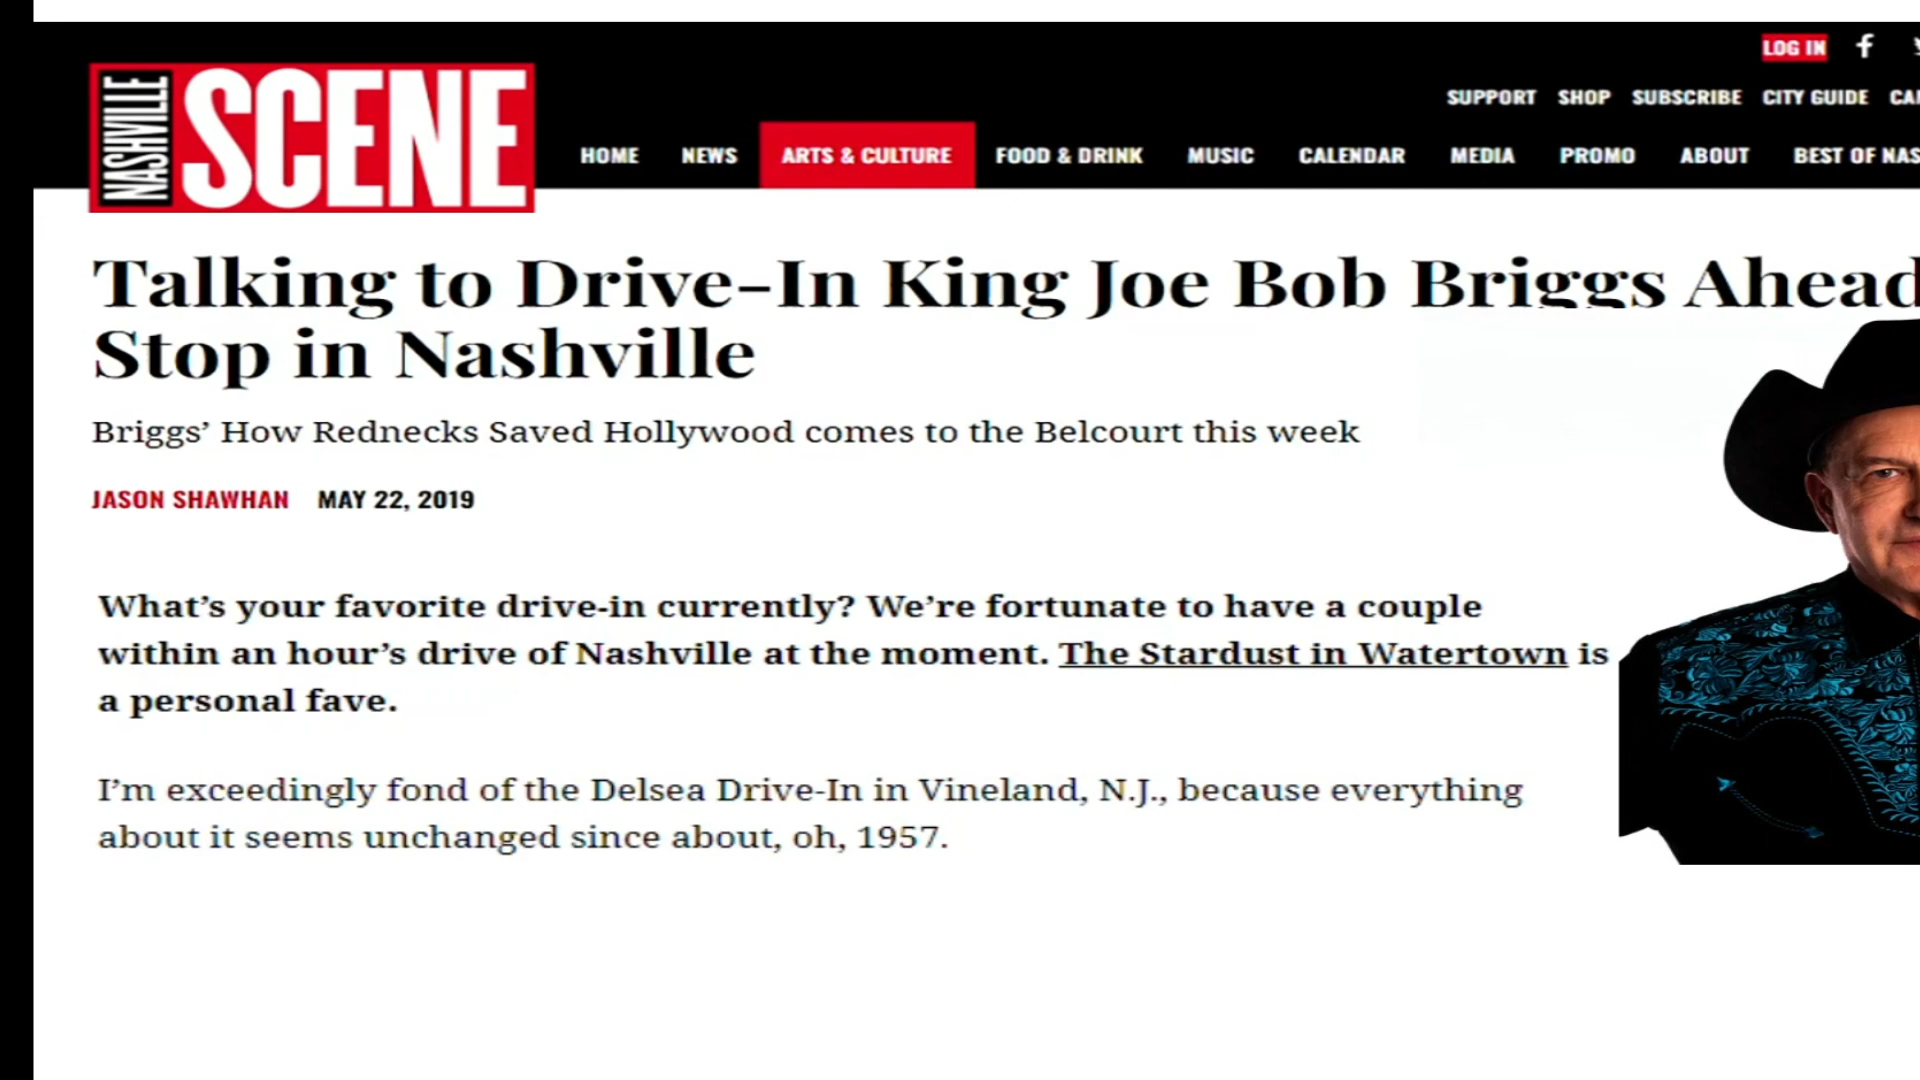 LOG IN
SUPPORT SHOP SUBSCRIBE CITY GUIDE
NASHVILLE SCENE
HOME NEWS ARTS & CULTURE FOOD & DRINK MUSIC CALENDAR MEDIA PROMO ABOUT BEST OF
Talking to Drive-In King Joe Bob Briggs Ahead
Stop in Nashville
Briggs’ How Rednecks Saved Hollywood comes to the Belcourt this week
JASON SHAWHAN MAY 22, 2019
What’s your favorite drive-in currently? We’re fortunate to have a couple
within an hour’s drive of Nashville at the moment. The Stardust in Watertown is
a personal fave.
I’m exceedingly fond of the Delsea Drive-In in Vineland, N.J., because everything
about it seems unchanged since about, oh, 1957.